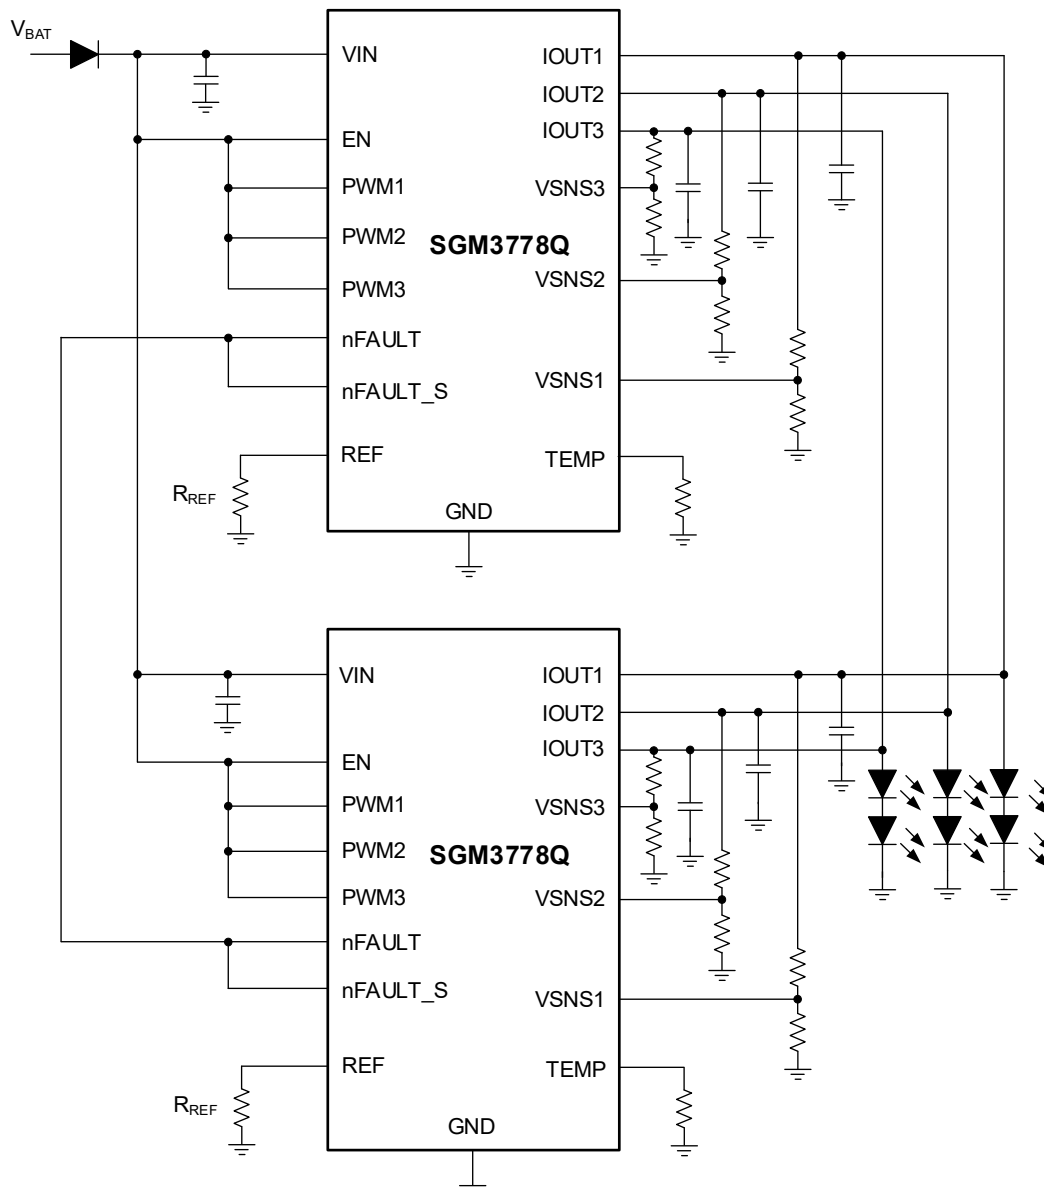 VBAT
VIN
IOUT1
IOUT2
IOUT3
EN
PWM1
VSNS3
PWM2
SGM3778Q
VSNS2
PWM3
nFAULT
VSNS1
nFAULT_S
REF
TEMP
RREF
GND
VIN
IOUT1
IOUT2
IOUT3
EN
PWM1
VSNS3
PWM2
SGM3778Q
PWM3
VSNS2
nFAULT
nFAULT_S
VSNS1
REF
TEMP
RREF
GND